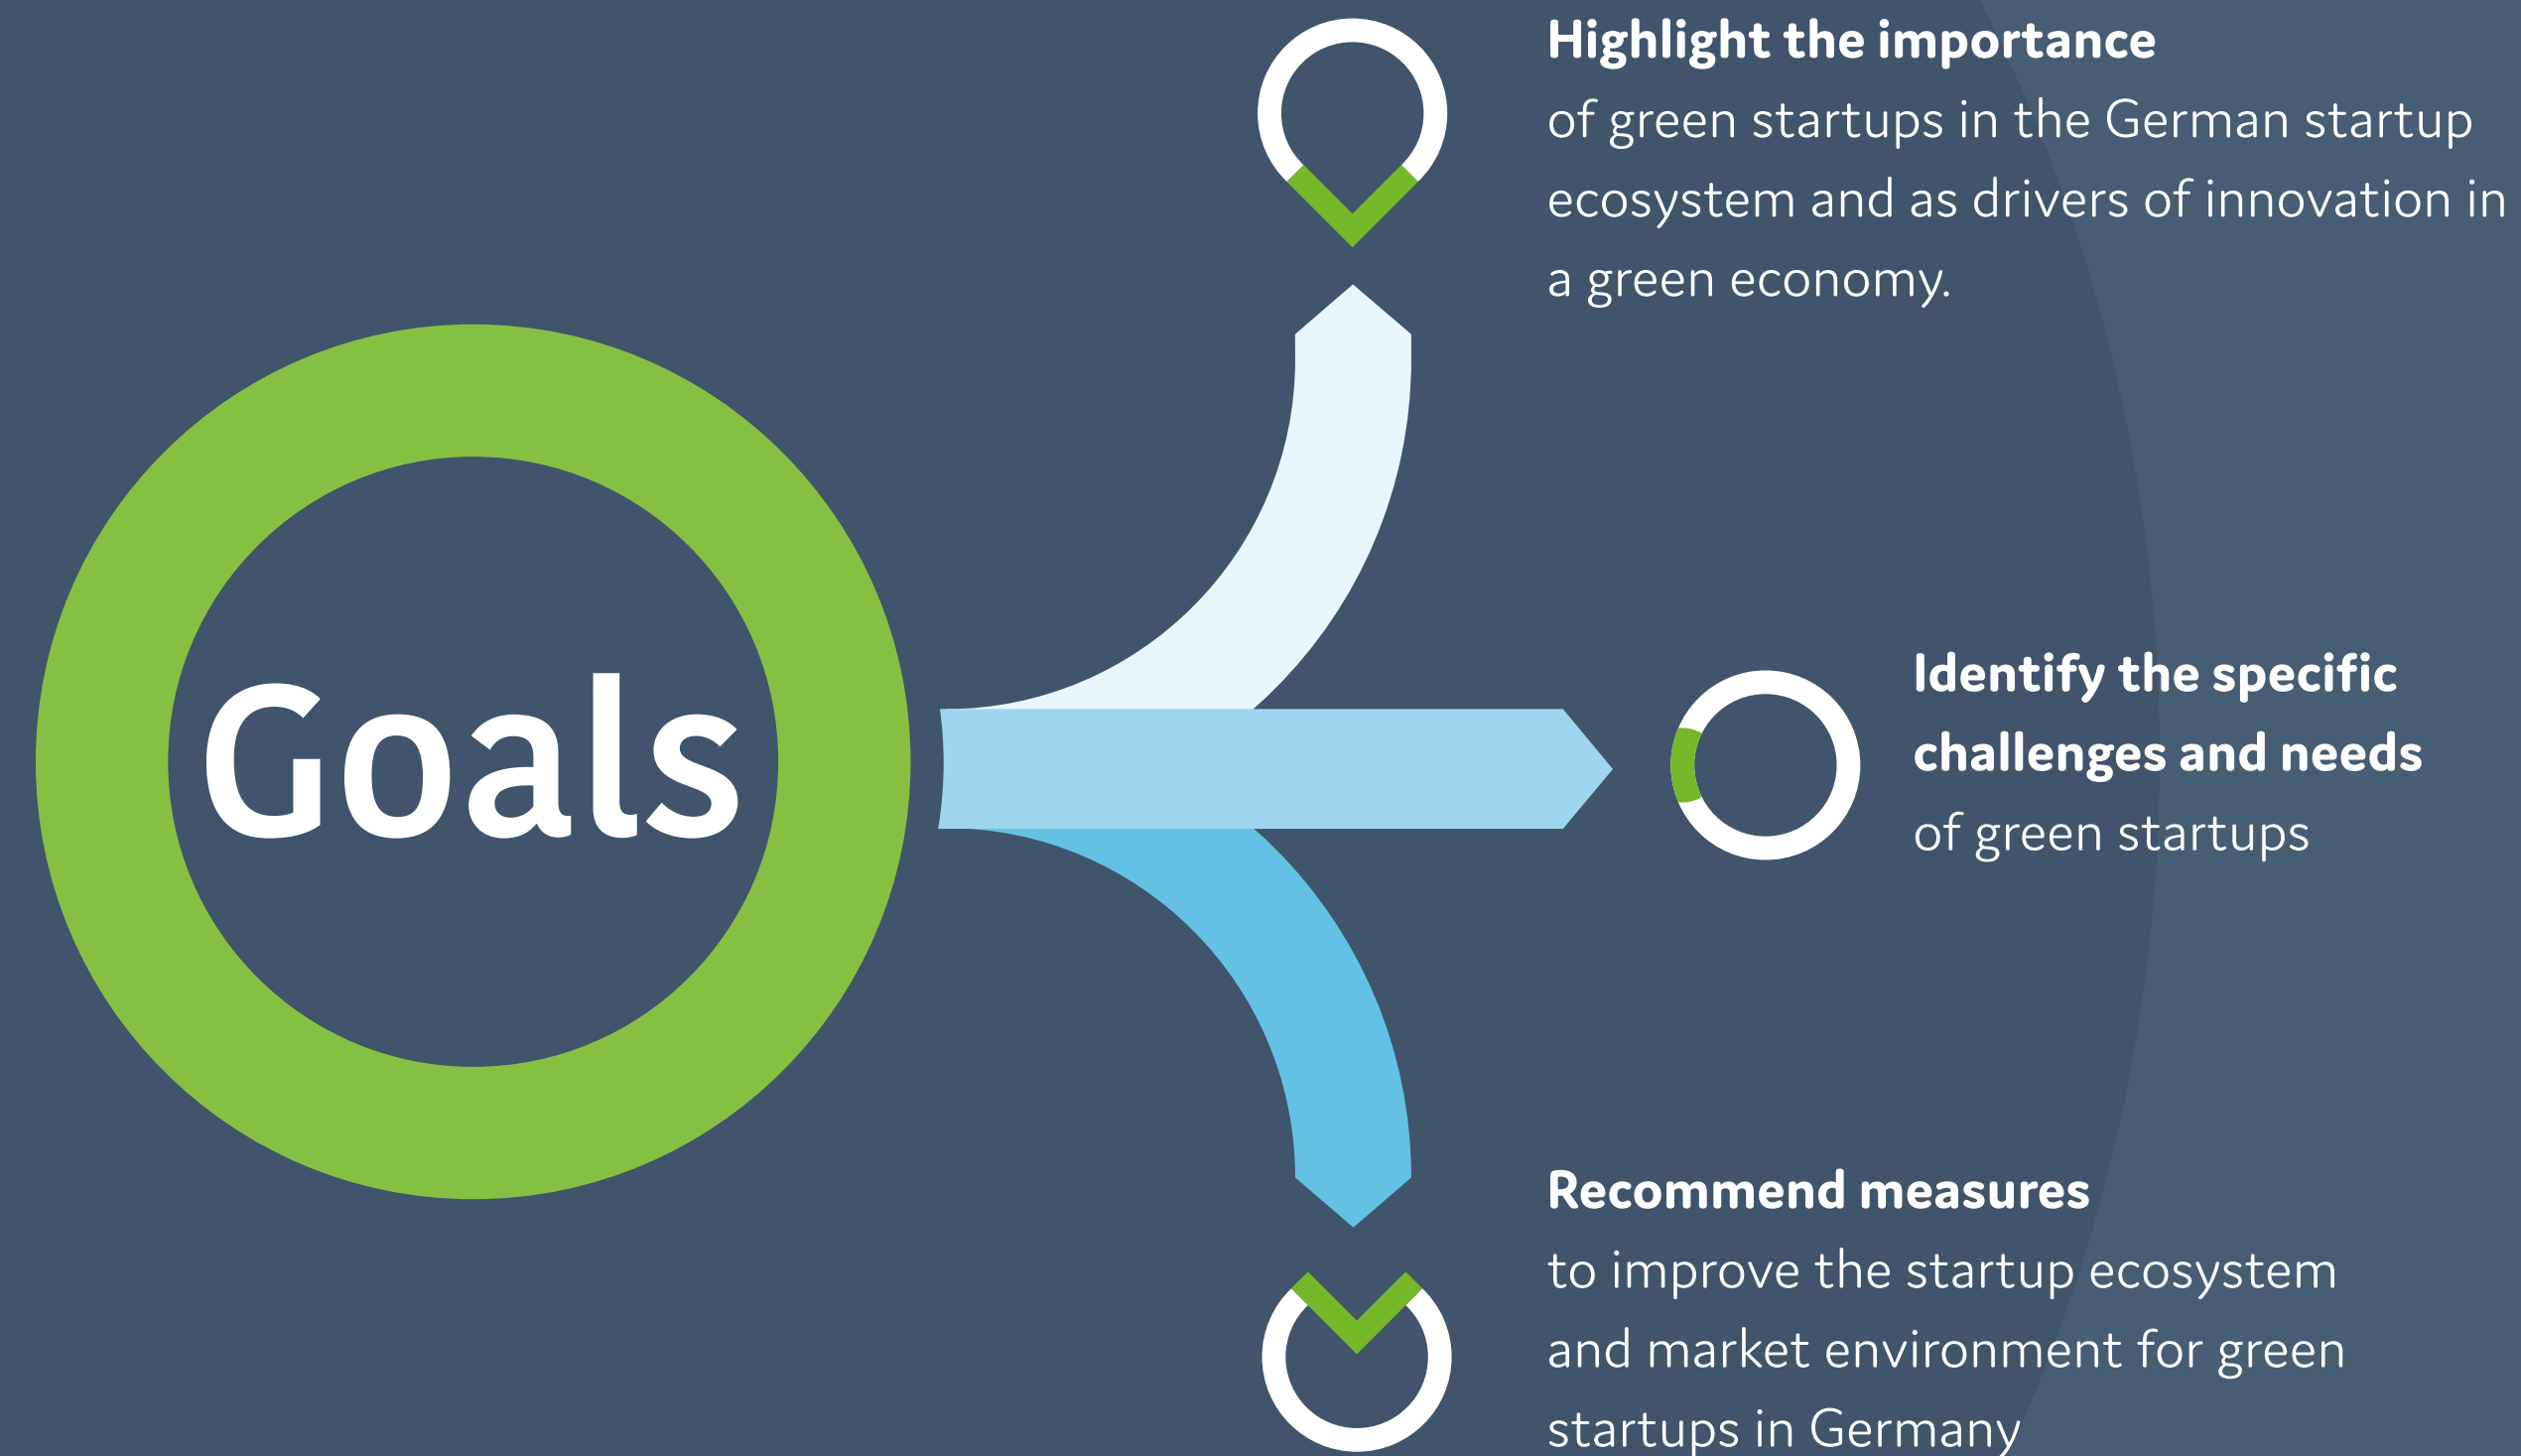 Goals
Highlight the importance
of green startups in the German startup
ecosystem and as drivers of innovation in
a green economy.
Identify the specific
challenges and needs
of green startups
Recommend measures
to improve the startup ecosystem
and market environment for green
startups in Germany